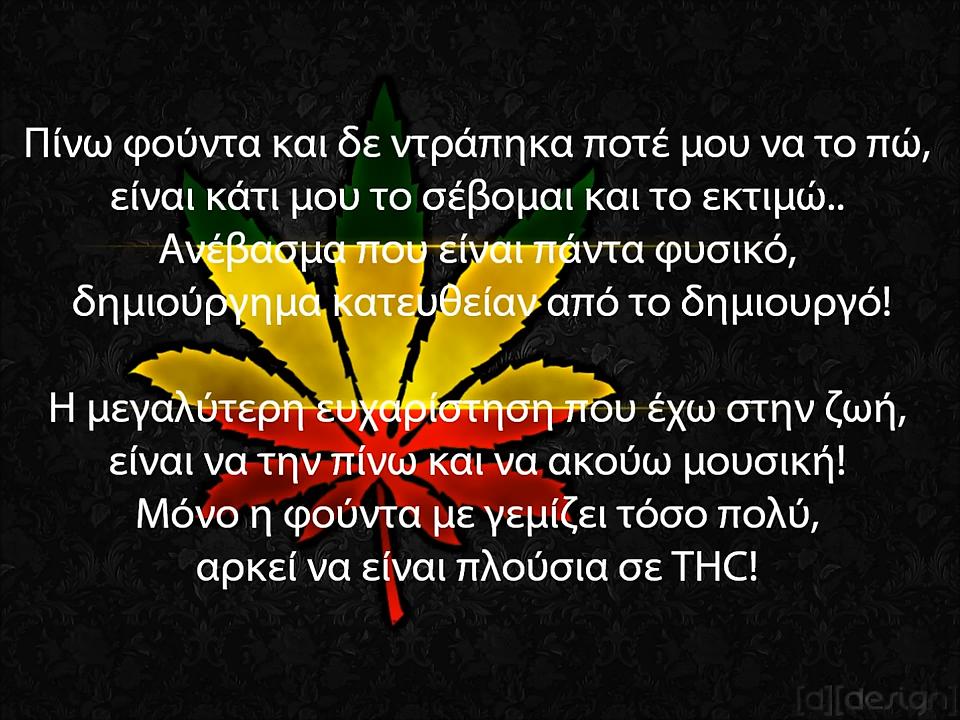 Πίνω φούντα και δε ντράπηκα ποτέ μου να το πώ,
είναι κάτι μου το σέβομαι και το εκτιμώ..
Ανέβασμα που είναι πάντα φυσικό,
δημιούργημα κατευθείαν από το δημιουργό!
Η μεγαλύτερη ευχαρίστηση που έχω στην ζωή,
είναι να την πίνω και να ακούω μουσική!
Μόνο η φούντα με γεμίζει τόσο πολύ,
αρκεί να είναι πλούσια σε THC!
[d][design]